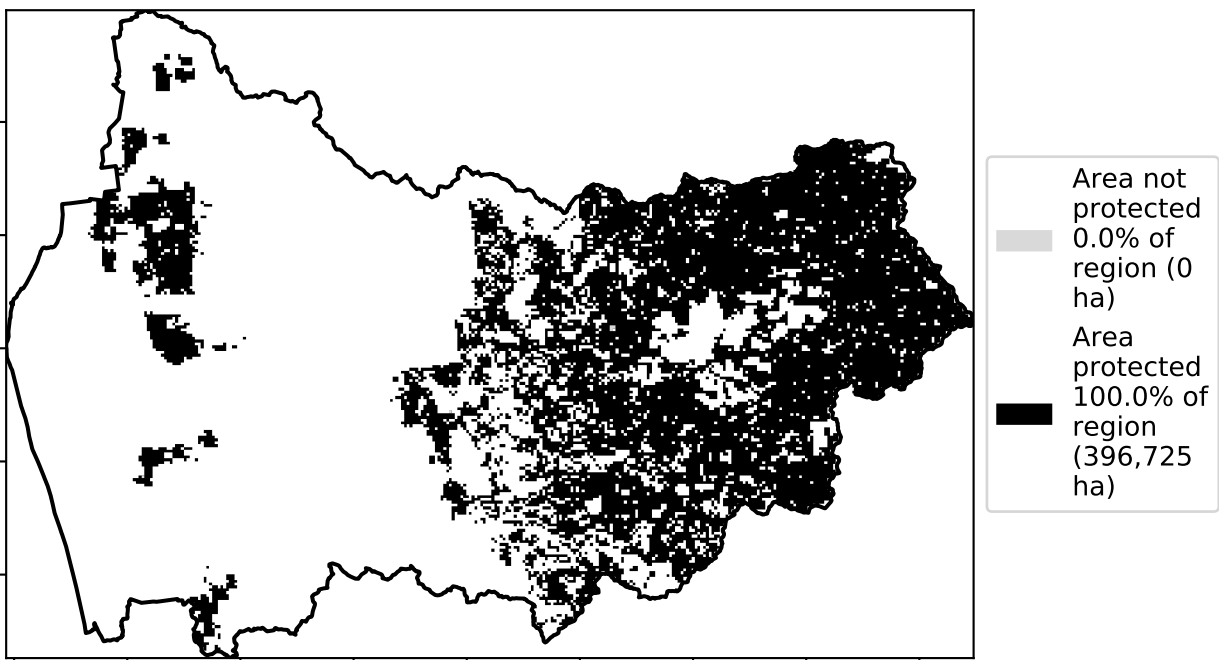 Area not
protected
0.0% of
region (0
ha)
Area
protected
100.0% of
region
(396,725
ha)